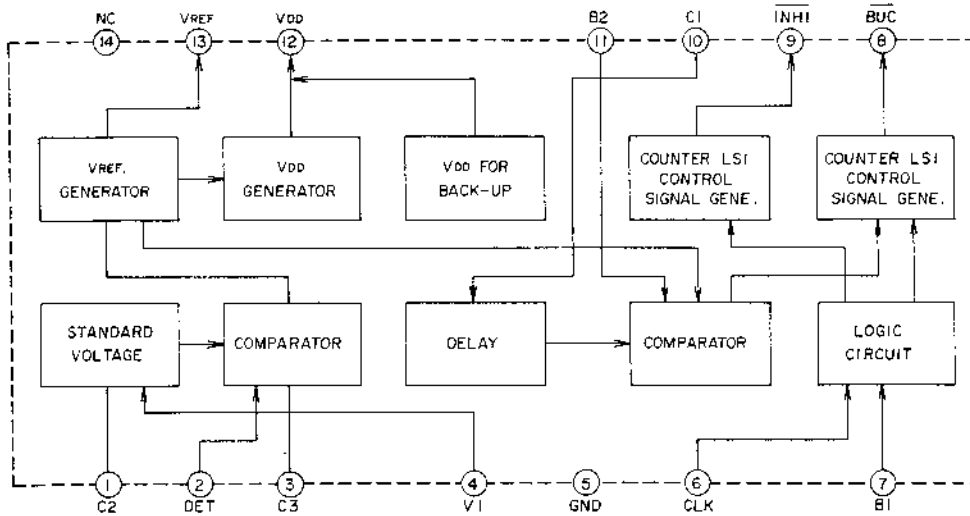 NC VREF VDD B2 C1 INH1 BUC
14 13 12 11 10 9 8
VREF. GENERATOR
VDD GENERATOR
VDD FOR BACK-UP
COUNTER LSI CONTROL SIGNAL GENE.
COUNTER LSI CONTROL SIGNAL GENE.
STANDARD VOLTAGE
COMPARATOR
DELAY
COMPARATOR
LOGIC CIRCUIT
1 2 3 4 5 6 7
C2 DET C3 V1 GND CLK B1